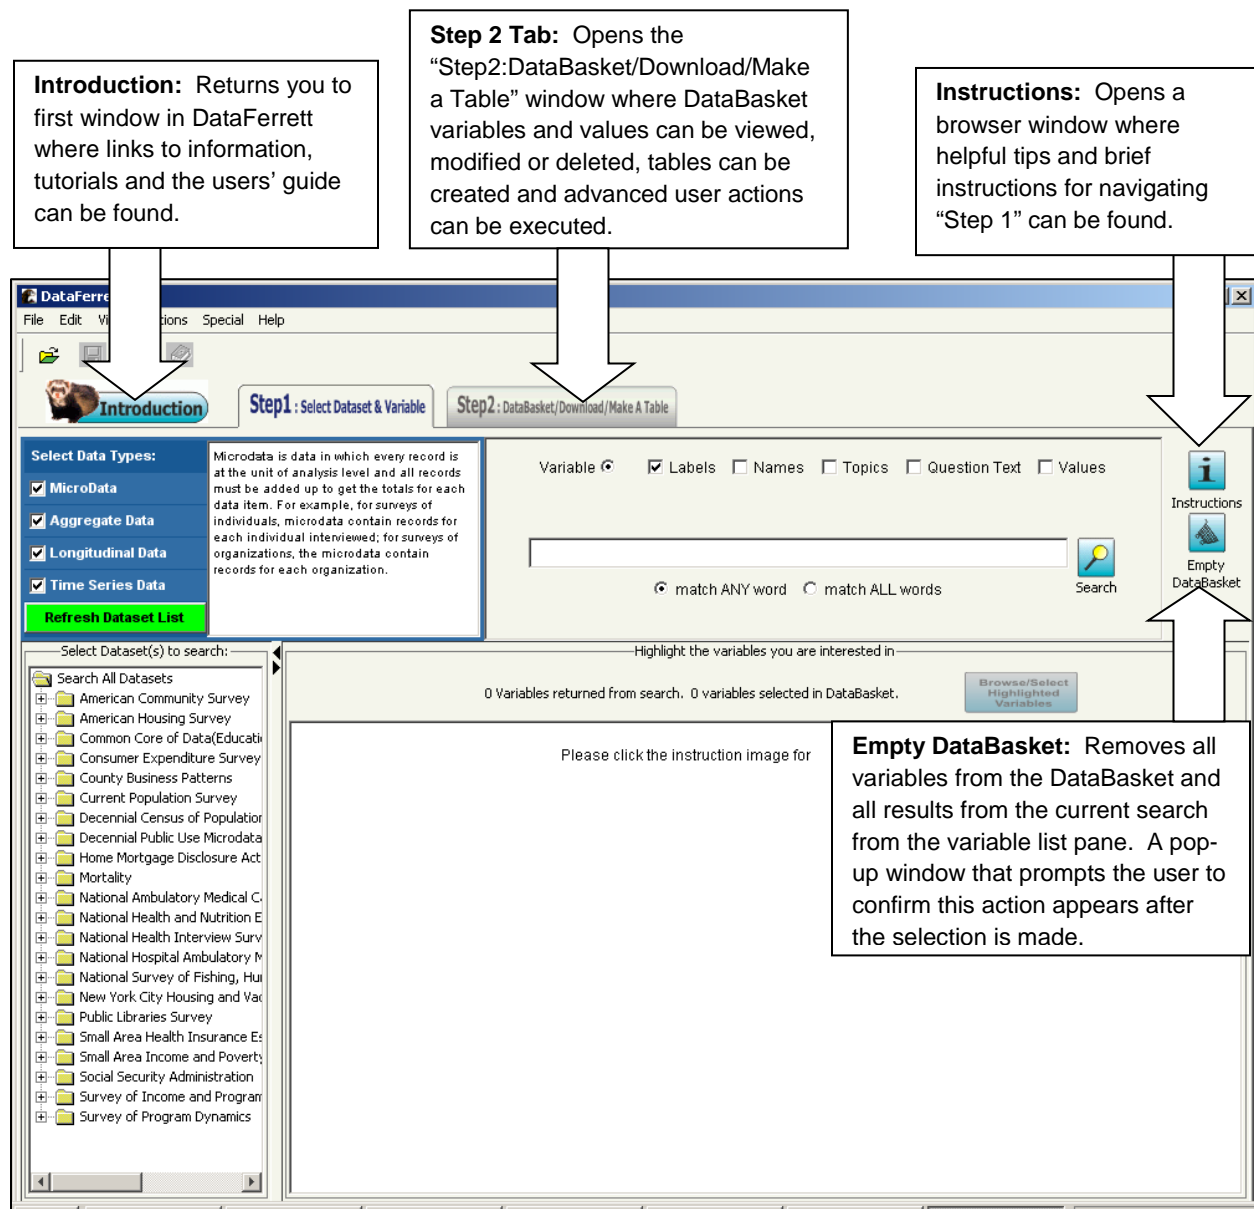 Step 2 Tab:  Opens the
“Step2:DataBasket/Download/Make
a Table” window where DataBasket
variables and values can be viewed,
modified or deleted, tables can be
created and advanced user actions
can be executed.
Introduction:  Returns you to
first window in DataFerrett
where links to information,
tutorials and the users’ guide
can be found.
Instructions:  Opens a
browser window where
helpful tips and brief
instructions for navigating
“Step 1” can be found.
DataFerre
File Edit Vi tions Special Help
Introduction
Step1 : Select Dataset & Variable
Step2 : DataBasket/Download/Make A Table
Select Data Types:
MicroData
Aggregate Data
Longitudinal Data
Time Series Data
Refresh Dataset List
Microdata is data in which every record is
at the unit of analysis level and all records
must be added up to get the totals for each
data item. For example, for surveys of
individuals, microdata contain records for
each individual interviewed; for surveys of
organizations, the microdata contain
records for each organization.
Variable Labels Names Topics Question Text Values
match ANY word match ALL words
Search
Instructions
Empty
DataBasket
Select Dataset(s) to search:
Search All Datasets
American Community Survey
American Housing Survey
Common Core of Data(Educati
Consumer Expenditure Survey
County Business Patterns
Current Population Survey
Decennial Census of Population
Decennial Public Use Microdata
Home Mortgage Disclosure Act
Mortality
National Ambulatory Medical C
National Health and Nutrition E
National Health Interview Surv
National Hospital Ambulatory M
National Survey of Fishing, Hu
New York City Housing and Vac
Public Libraries Survey
Small Area Health Insurance Es
Small Area Income and Poverty
Social Security Administration
Survey of Income and Program
Survey of Program Dynamics
Highlight the variables you are interested in
0 Variables returned from search.  0 variables selected in DataBasket.
Browse/Select
Highlighted
Variables
Please click the instruction image for
Empty DataBasket:  Removes all
variables from the DataBasket and
all results from the current search
from the variable list pane.  A pop-
up window that prompts the user to
confirm this action appears after
the selection is made.